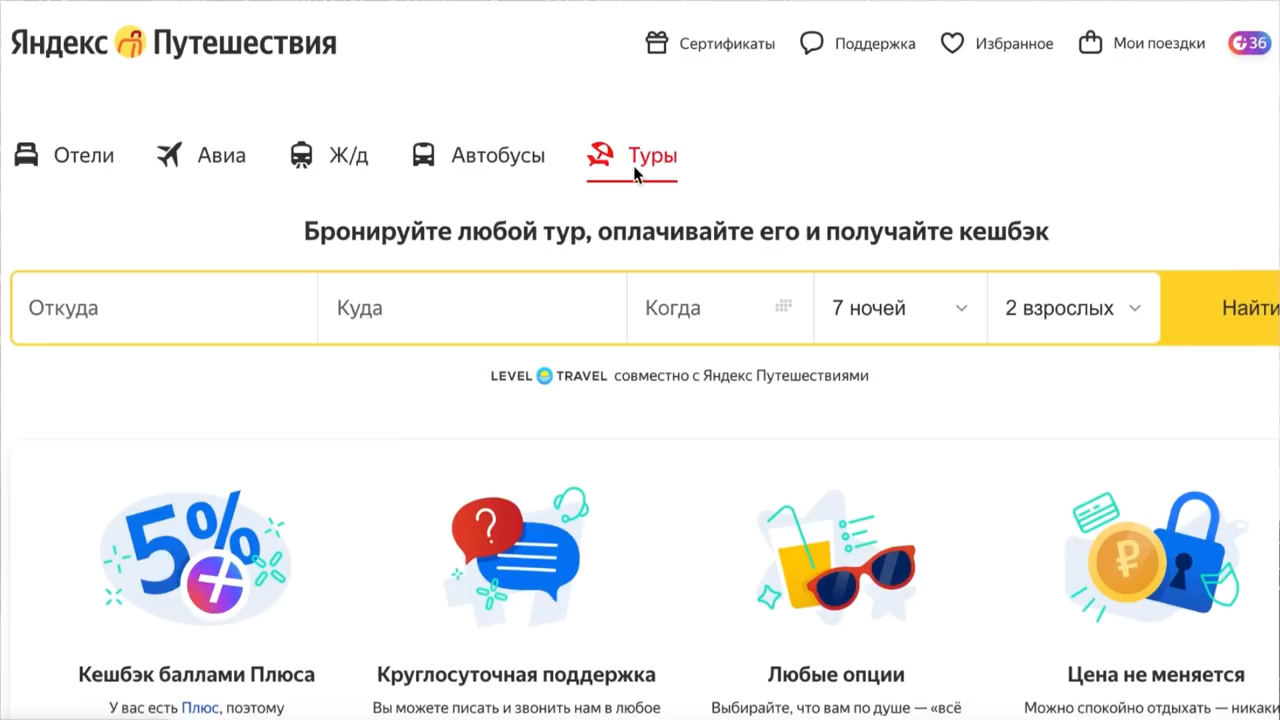 Яндекс Путешествия
Сертификаты Поддержка Избранное Мои поездки 36
Отели Авиа Ж/д Автобусы Туры
Бронируйте любой тур, оплачивайте его и получайте кешбэк
Откуда Куда Когда 7 ночей 2 взрослых Найти
LEVEL TRAVEL совместно с Яндекс Путешествиями
5%
Кешбэк баллами Плюса Круглосуточная поддержка Любые опции Цена не меняется
У вас есть Плюс, поэтому Вы можете писать и звонить нам в любое Выбирайте, что вам по душе — «всё Можно спокойно отдыхать — никаки